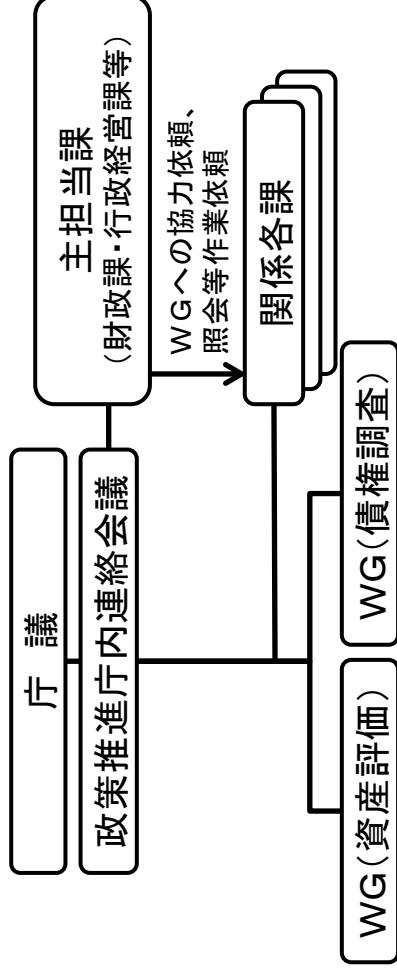 庁　議
政策推進庁内連絡会議
主担当課
（財政課・行政経営課等）
ＷＧへの協力依頼、
照会等作業依頼
関係各課
ＷＧ（資産評価）
ＷＧ（債権調査）